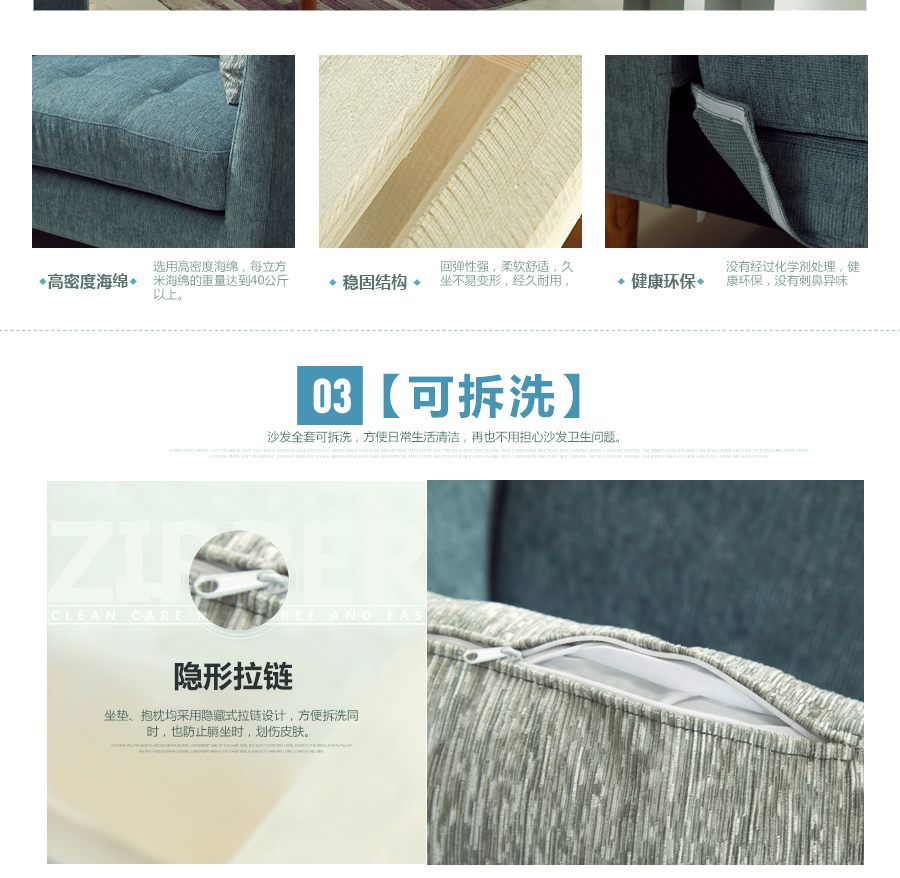 高密度海绵
选用高密度海绵，每立方
米海绵的重量达到40公斤
以上。
稳固结构
回弹性强，柔软舒适，久
坐不易变形，经久耐用，
健康环保
没有经过化学剂处理，健
康环保，没有刺鼻异味
03【可拆洗】
沙发全套可拆洗，方便日常生活清洁，再也不用担心沙发卫生问题。
CLEAN CARE
AND EAS
隐形拉链
坐垫、抱枕均采用隐藏式拉链设计，方便拆洗同
时，也防止躺坐时，划伤皮肤。